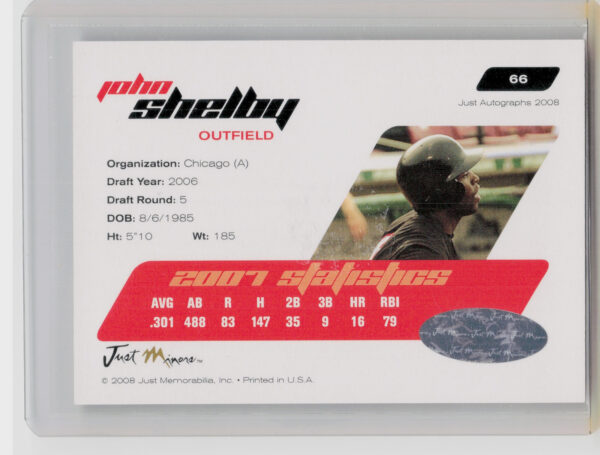 john
shelby
OUTFIELD
66
Just Autographs 2008
Organization: Chicago (A)
Draft Year: 2006
Draft Round: 5
DOB: 8/6/1985
Ht: 5"10 Wt: 185
2007 statistics
AVG AB R H 2B 3B HR RBI
.301 488 83 147 35 9 16 79
Just Minors™
© 2008 Just Memorabilia, Inc. • Printed in U.S.A.